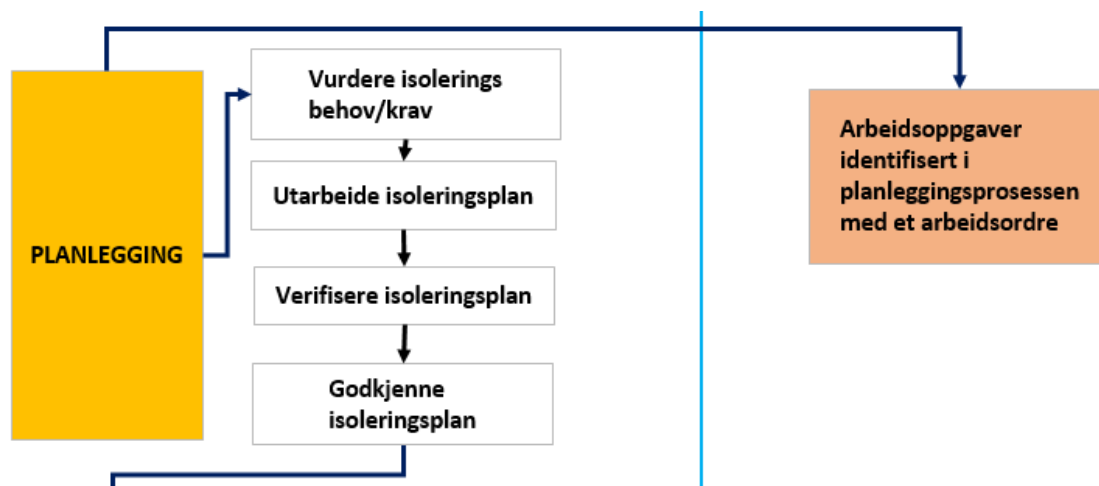 PLANLEGGING
Vurdere isolerings
behov/krav
Utarbeide isoleringsplan
Verifisere isoleringsplan
Godkjenne
isoleringsplan
Arbeidsoppgaver
identifisert i
planleggingsprosessen
med et arbeidsordre